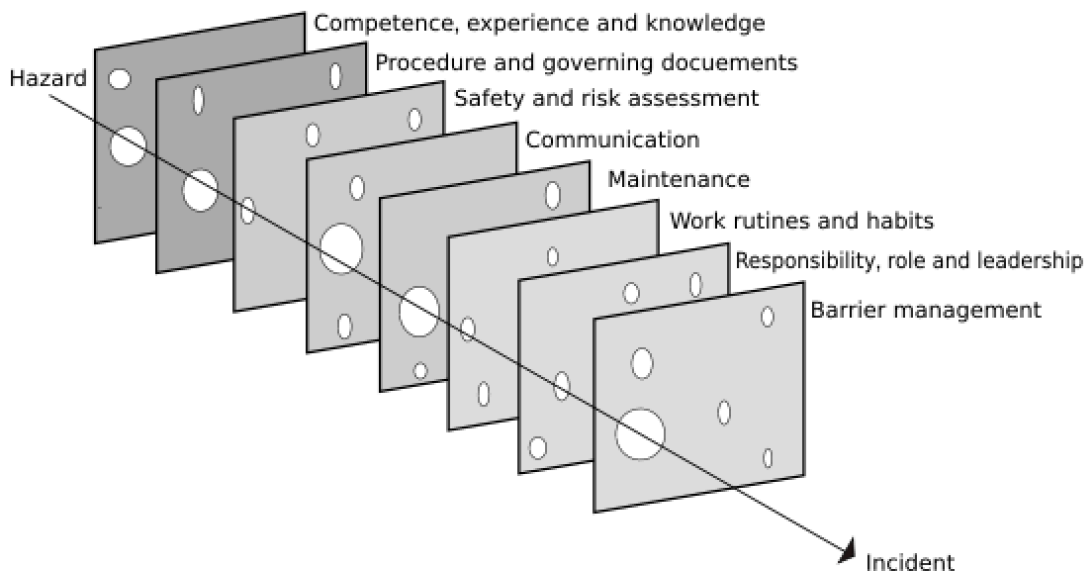 Competence, experience and knowledge
Procedure and governing docuements
Hazard
Safety and risk assessment
Communication
Maintenance
Work rutines and habits
Responsibility, role and leadership
Barrier management
Incident